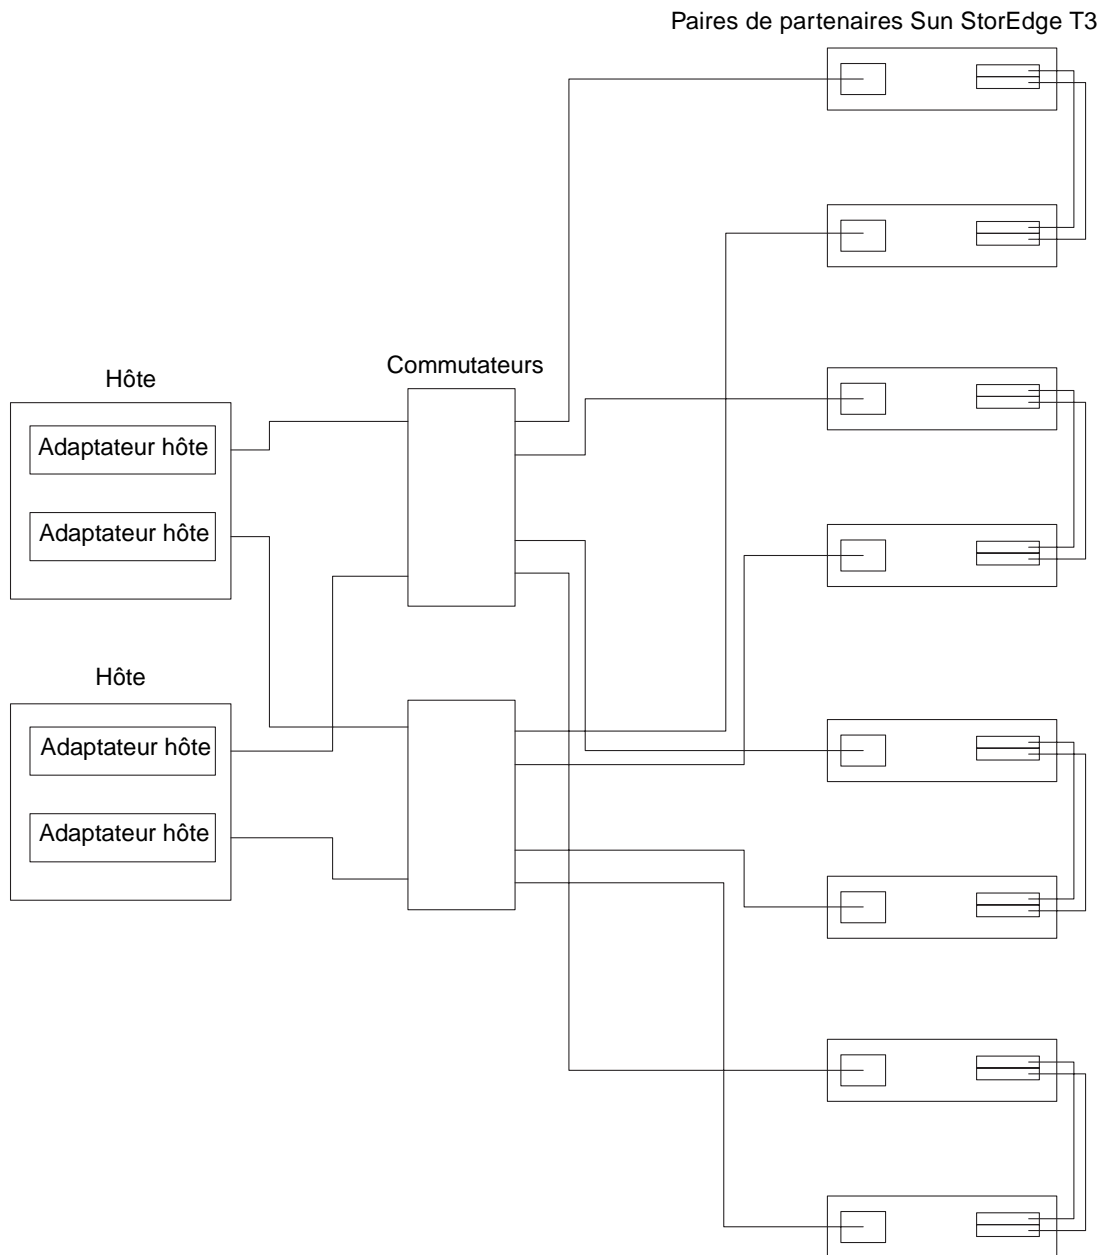 Paires de partenaires Sun StorEdge T3
Commutateurs
Hôte
Adaptateur hôte
Adaptateur hôte
Hôte
Adaptateur hôte
Adaptateur hôte